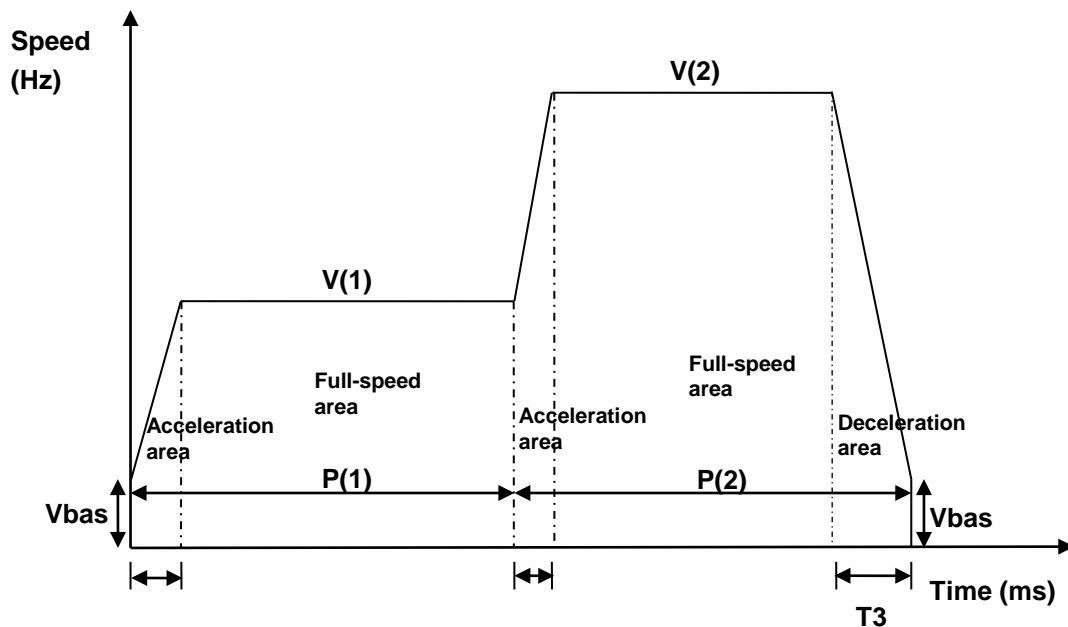 Speed
(Hz)
V(2)
V(1)
Full-speed
area
Full-speed
area
Acceleration
area
Acceleration
area
Deceleration
area
P(1)
P(2)
Vbas
Vbas
Time (ms)
T3